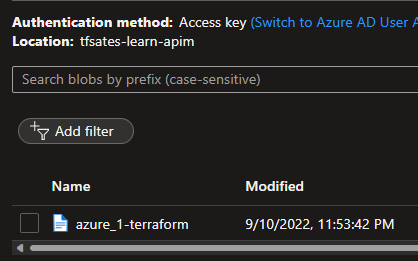 Authentication method: Access key (Switch to Azure AD User A
Location: tfsates-learn-apim
Search blobs by prefix (case-sensitive)
Add filter
Name Modified
azure_1-terraform 9/10/2022, 11:53:42 PM